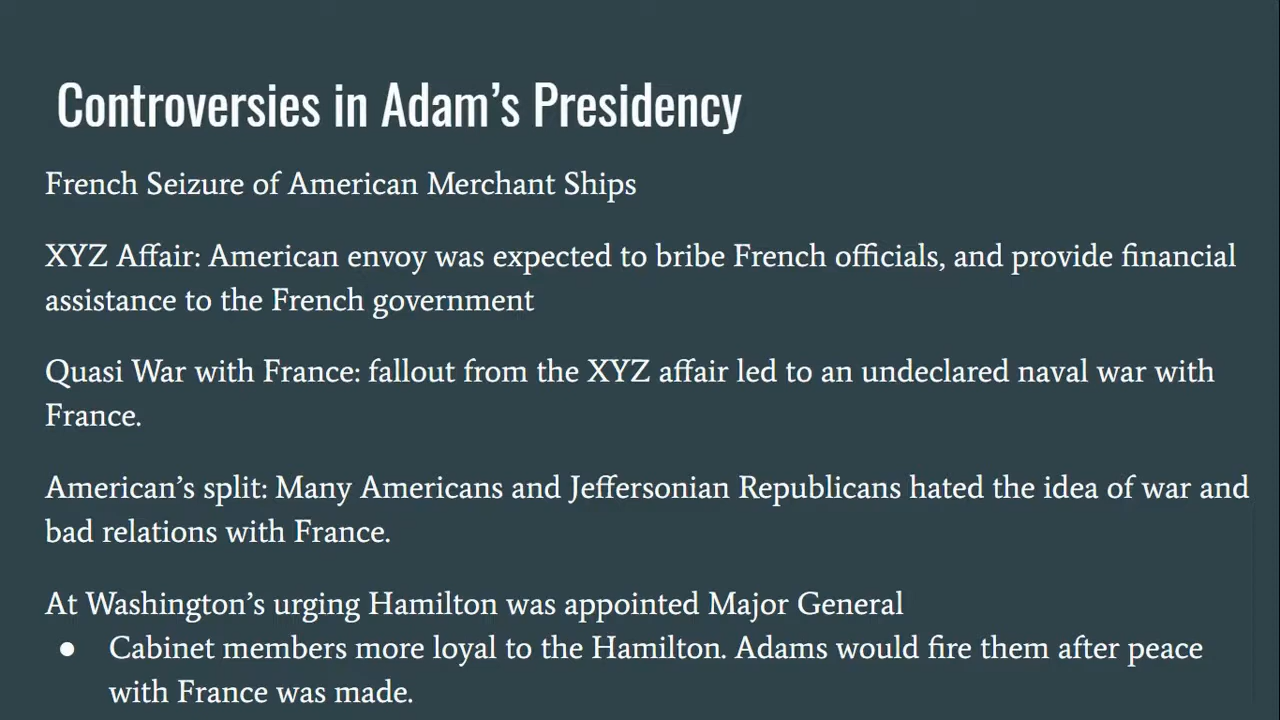 Controversies in Adam’s Presidency
French Seizure of American Merchant Ships
XYZ Affair: American envoy was expected to bribe French officials, and provide financial
assistance to the French government
Quasi War with France: fallout from the XYZ affair led to an undeclared naval war with
France.
American’s split: Many Americans and Jeffersonian Republicans hated the idea of war and
bad relations with France.
At Washington’s urging Hamilton was appointed Major General
● Cabinet members more loyal to the Hamilton. Adams would fire them after peace
with France was made.